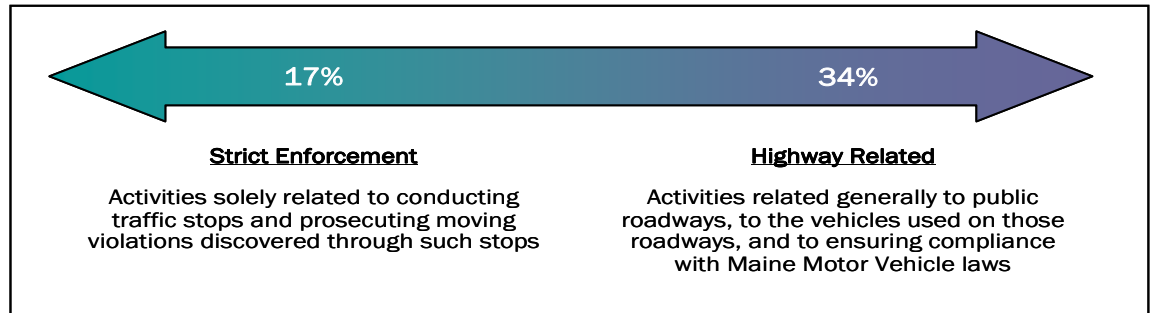 17%
34%
Strict Enforcement
Activities solely related to conducting
traffic stops and prosecuting moving
violations discovered through such stops
Highway Related
Activities related generally to public
roadways, to the vehicles used on those
roadways, and to ensuring compliance
with Maine Motor Vehicle laws